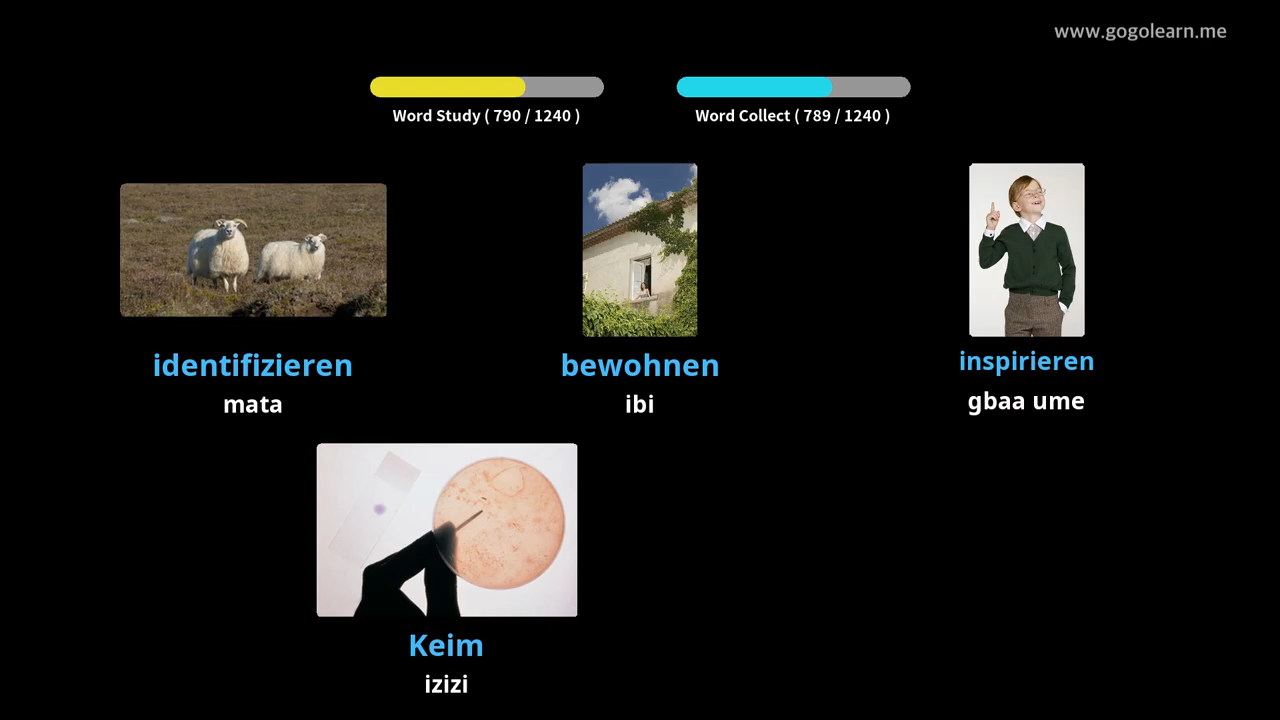 www.gogolearn.me
Word Study ( 790 / 1240 )
Word Collect ( 789 / 1240 )
identifizieren
mata
bewohnen
ibi
inspirieren
gbaa ume
Keim
izizi